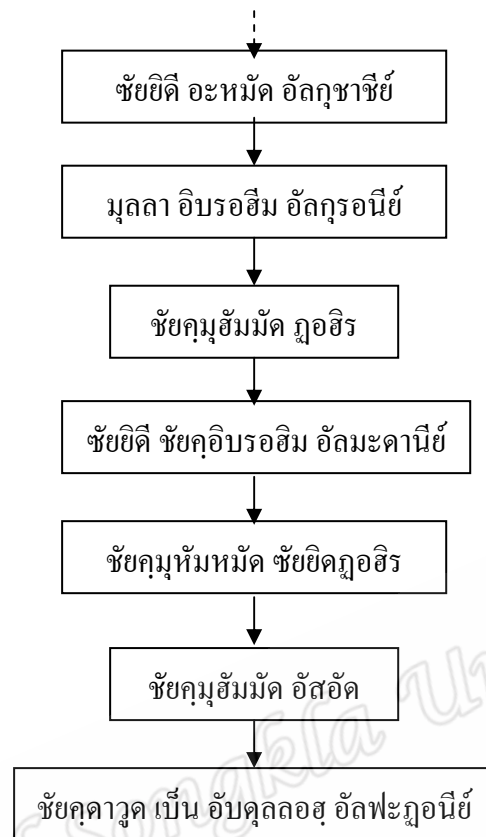 ซัยยิดี อะหมัด อัลกุชาชีย์
มุลลา อิบรอฮีม อัลกุรอนีย์
ชัยคฺมุฮัมมัด ฏอฮิร
ซัยยิดี ชัยคฺอิบรอฮิม อัลมะดานีย์
ชัยคฺมุหัมหมัด ซัยยิดฏอฮิร
ชัยคฺมุฮัมมัด อัสอัด
ชัยคฺดาวูด เบ็น อับดุลลอฮฺ อัลฟะฏอนีย์
Songkla